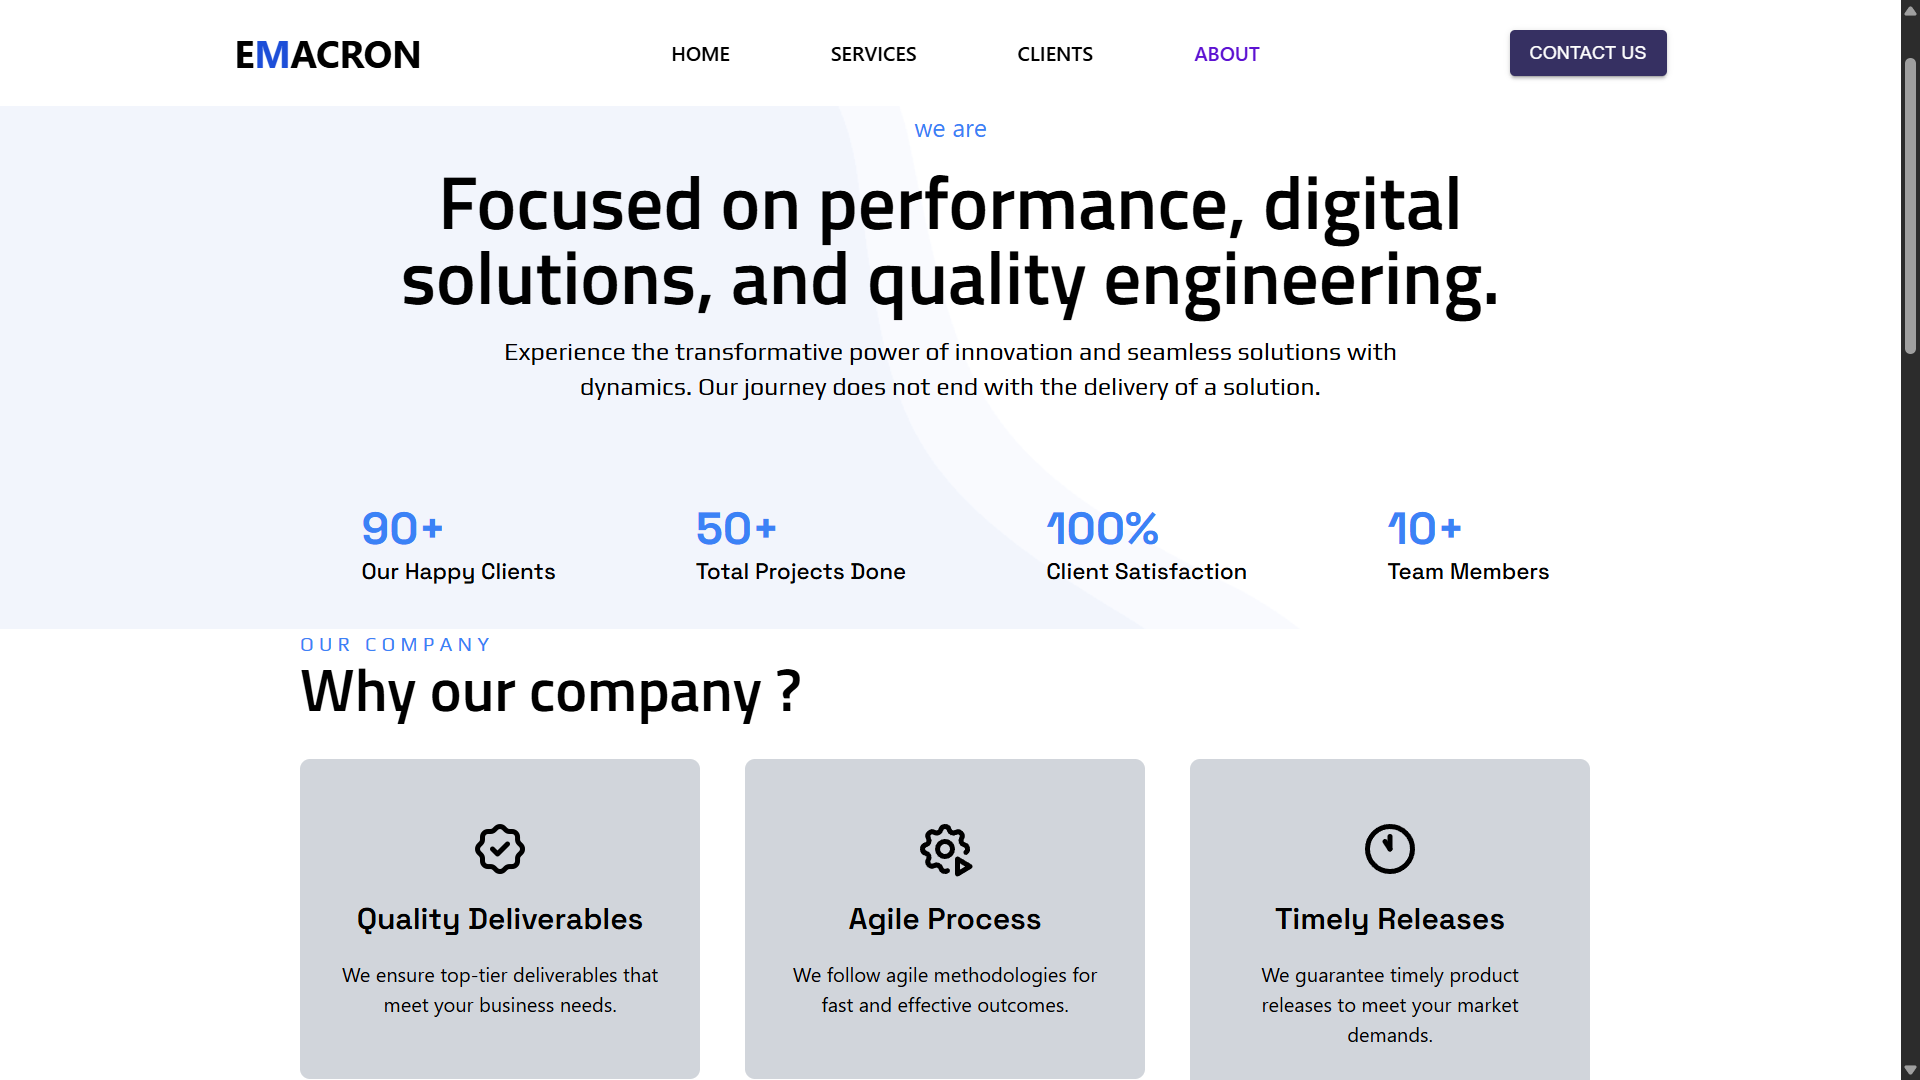 EMACRON
HOME
SERVICES
CLIENTS
ABOUT
CONTACT US
we are
Focused on performance, digital
solutions, and quality engineering.
Experience the transformative power of innovation and seamless solutions with
dynamics. Our journey does not end with the delivery of a solution.
90+
Our Happy Clients
50+
Total Projects Done
100%
Client Satisfaction
10+
Team Members
OUR COMPANY
Why our company ?
Quality Deliverables
We ensure top-tier deliverables that
meet your business needs.
Agile Process
We follow agile methodologies for
fast and effective outcomes.
Timely Releases
We guarantee timely product
releases to meet your market
demands.